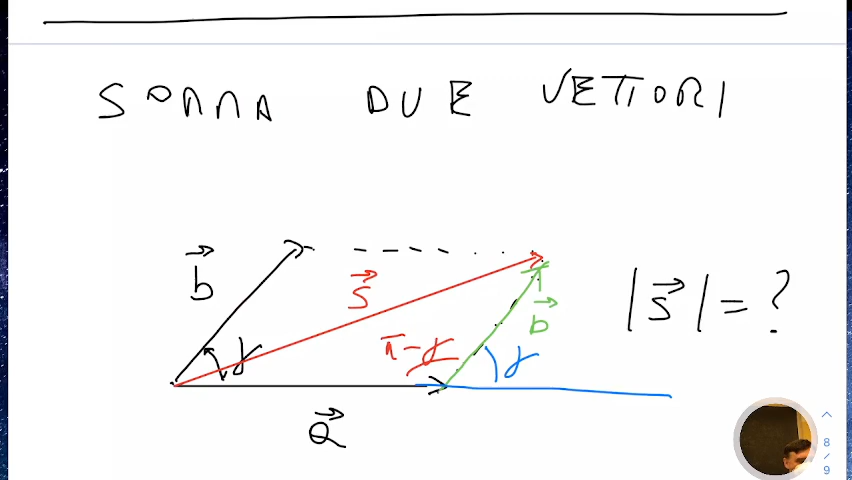 SOMMA DUE VETTORI
b⃗
s⃗
b⃗
|s⃗| = ?
γ
π-γ
γ
a⃗
8
/
9